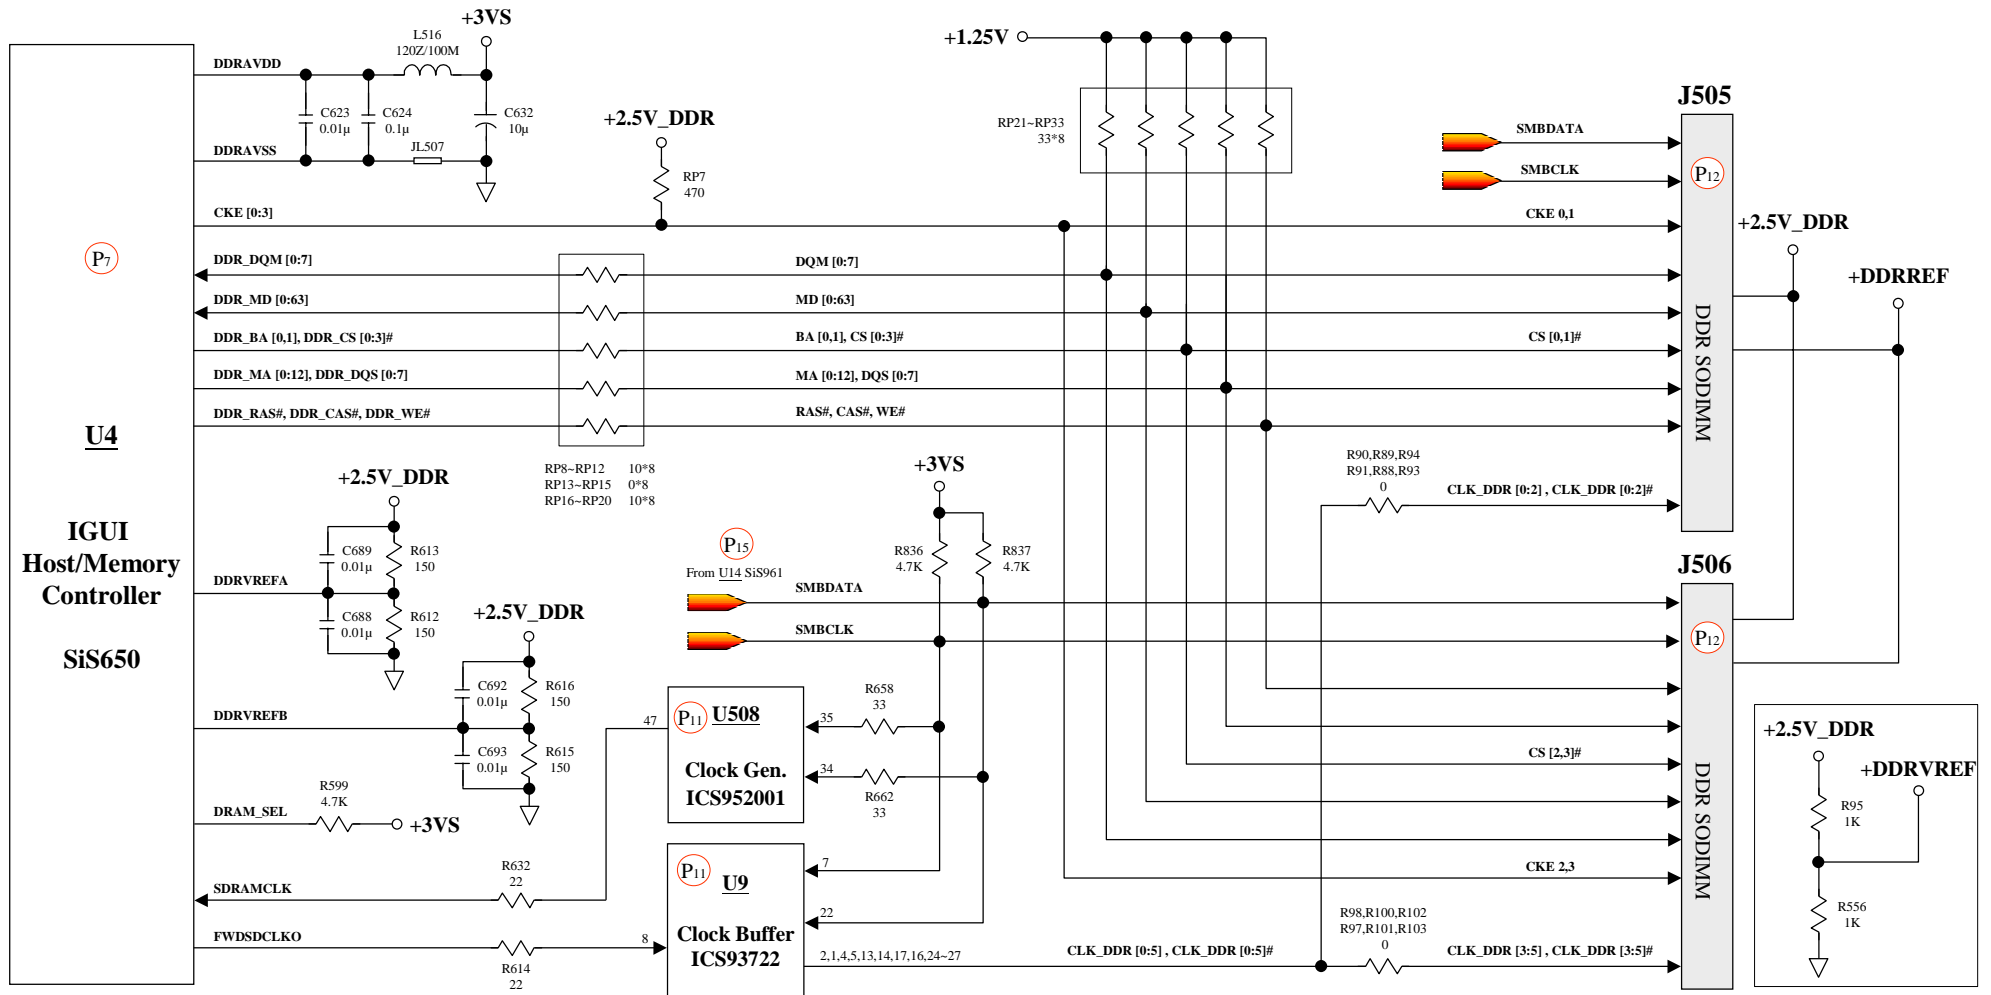 +3VS
L516
120Z/100M
DDRAVDD
C623
0.01µ
C624
0.1µ
C632
10µ
DDRAVSS
JL507
+2.5V_DDR
RP7
470
CKE [0:3]
+1.25V
RP21~RP33
33*8
J505
SMBDATA
SMBCLK
P12
CKE 0,1
+2.5V_DDR
+DDRREF
P7
DDR_DQM [0:7]
DQM [0:7]
DDR_MD [0:63]
MD [0:63]
DDR_BA [0,1], DDR_CS [0:3]#
BA [0,1], CS [0:3]#
CS [0,1]#
DDR_MA [0:12], DDR_DQS [0:7]
MA [0:12], DQS [0:7]
DDR_RAS#, DDR_CAS#, DDR_WE#
RAS#, CAS#, WE#
DDR SODIMM
U4
IGUI
Host/Memory
Controller
SiS650
RP8~RP12 10*8
RP13~RP15 0*8
RP16~RP20 10*8
R90,R89,R94
R91,R88,R93
0
CLK_DDR [0:2] , CLK_DDR [0:2]#
+2.5V_DDR
C689
0.01µ
R613
150
DDRVREFA
C688
0.01µ
R612
150
+3VS
R836
4.7K
R837
4.7K
P15
From U14 SiS961
SMBDATA
SMBCLK
J506
P12
+2.5V_DDR
C692
0.01µ
R616
150
DDRVREFB
C693
0.01µ
R615
150
47
P11 U508
Clock Gen.
ICS952001
35
R658
33
34
R662
33
CS [2,3]#
DDR SODIMM
R599
4.7K
DRAM_SEL
+3VS
R632
22
SDRAMCLK
FWDSDCLKO
R614
22
8
P11
U9
Clock Buffer
ICS93722
7
22
2,1,4,5,13,14,17,16,24~27
CLK_DDR [0:5] , CLK_DDR [0:5]#
CKE 2,3
R98,R100,R102
R97,R101,R103
0
CLK_DDR [3:5] , CLK_DDR [3:5]#
+2.5V_DDR
+DDRVREF
R95
1K
R556
1K